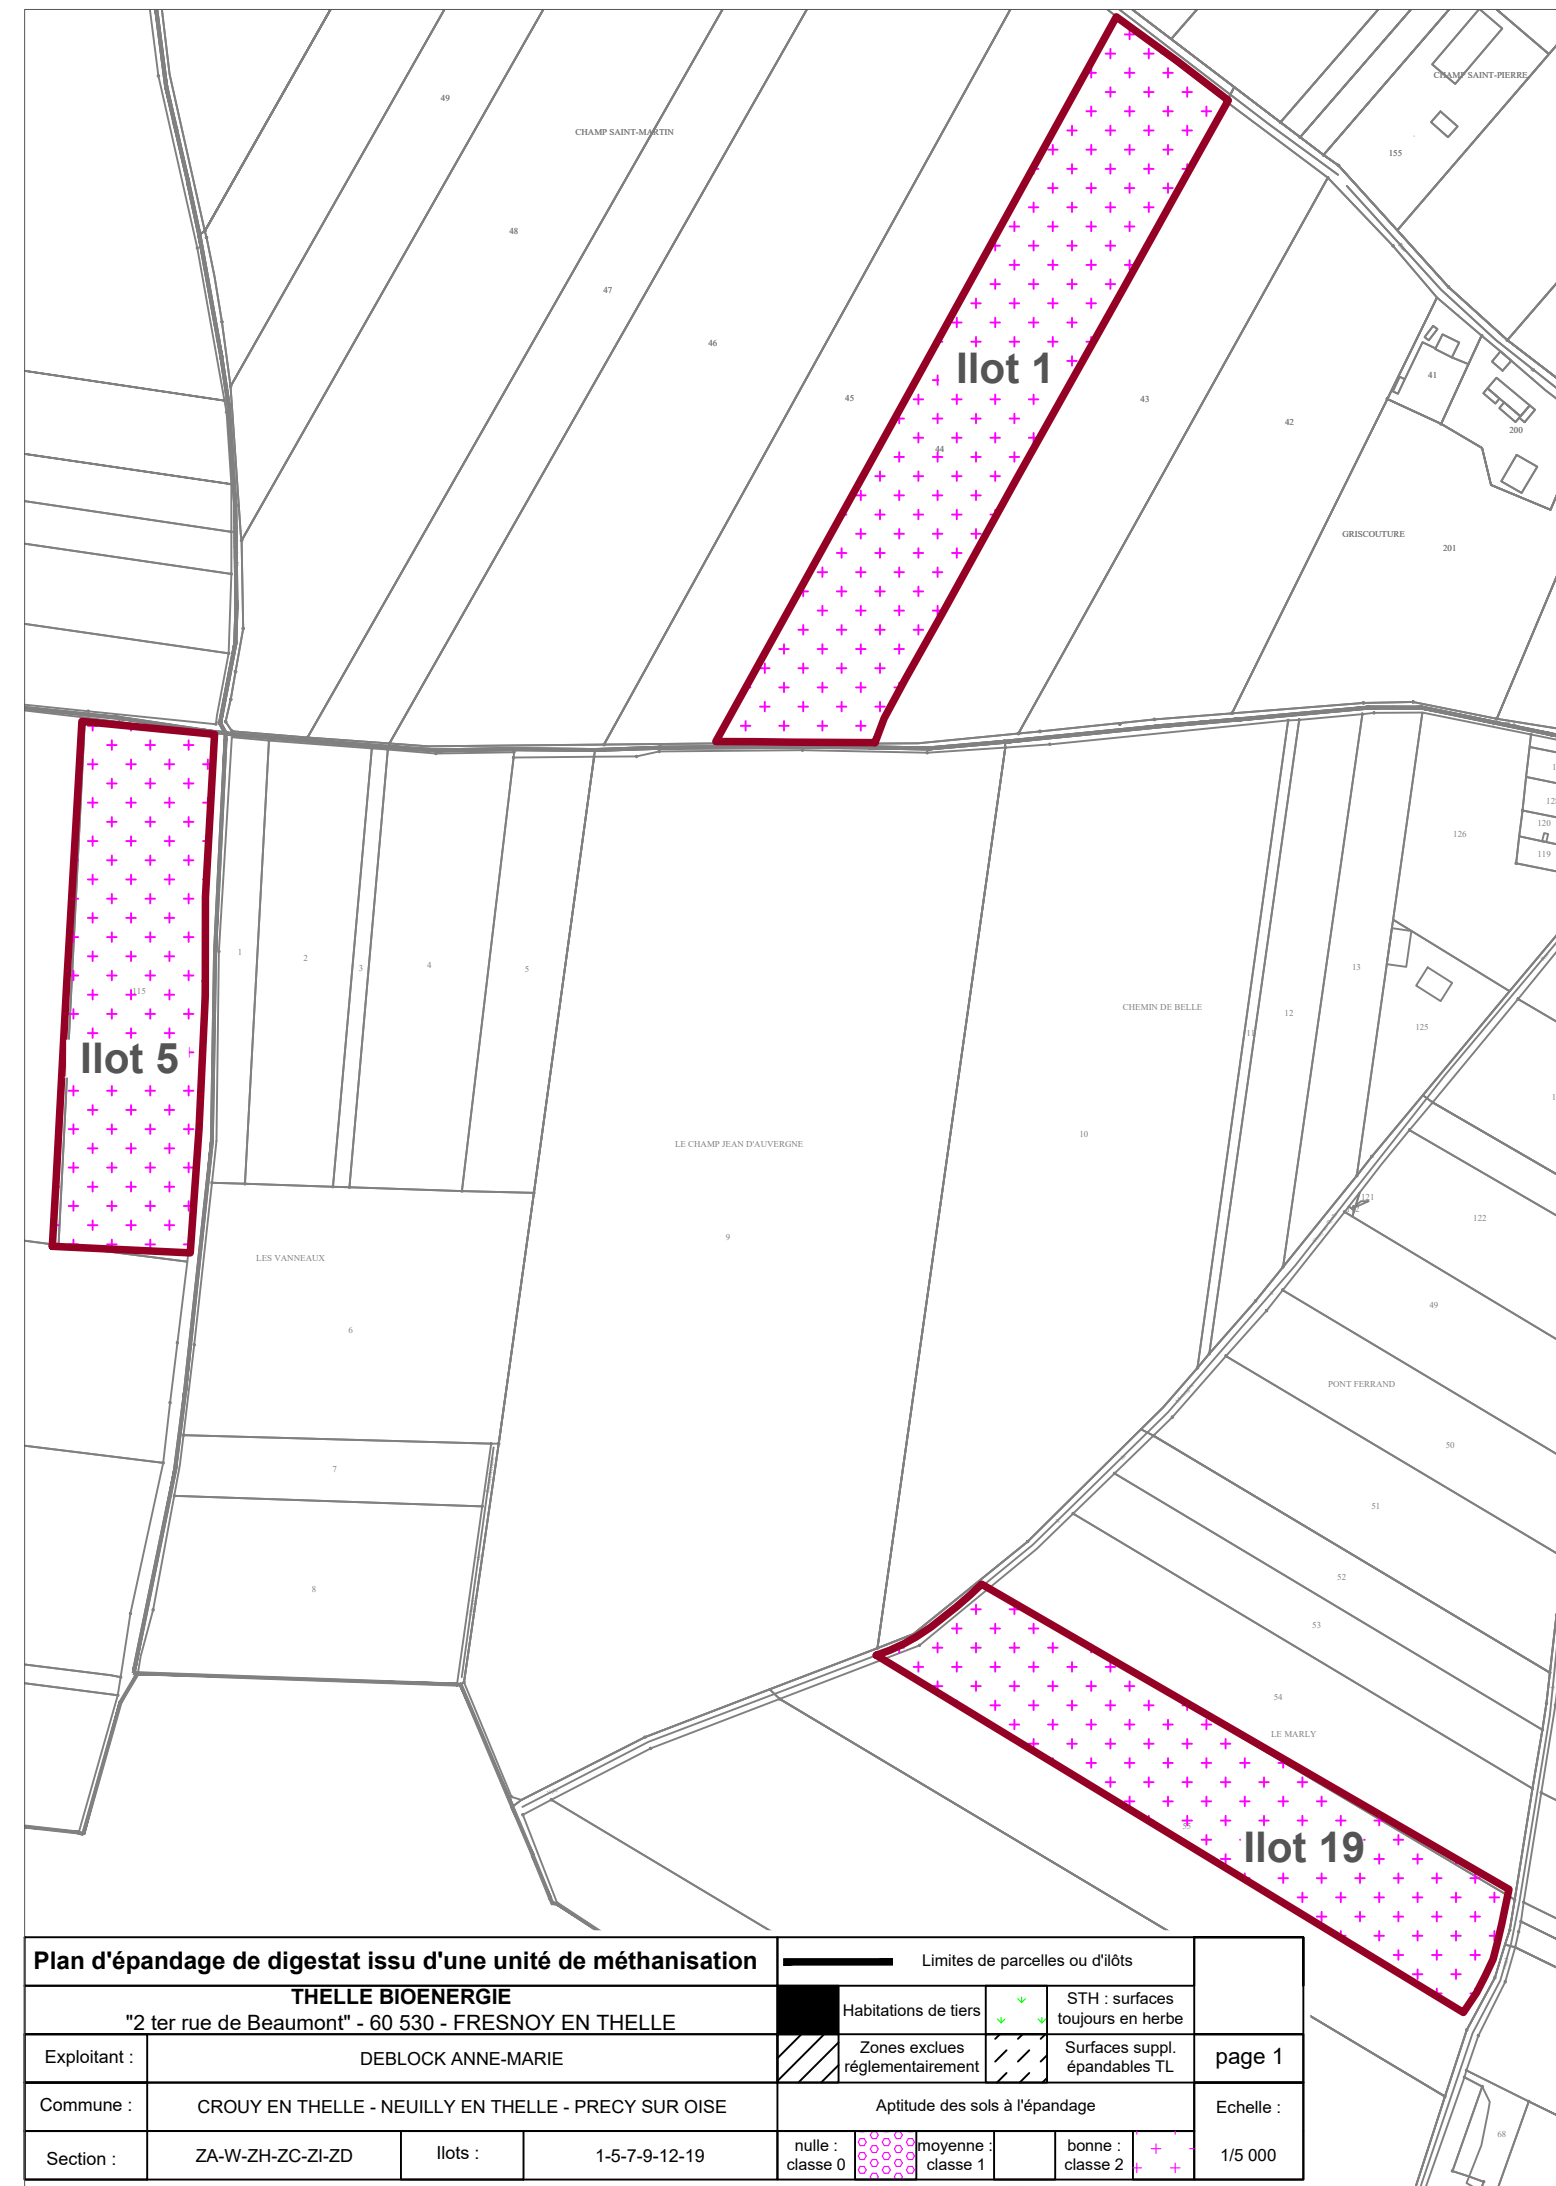 CHAMP SAINT-PIERRE
49
CHAMP SAINT-MARTIN
155
48
47
46
Ilot 1
41
45
43
42
200
44
GRISCOUTURE
201
126
120
119
1
2
3
4
5
13
115
CHEMIN DE BELLE
11
12
125
Ilot 5
10
LE CHAMP JEAN D'AUVERGNE
121
122
9
LES VANNEAUX
49
6
PONT FERRAND
50
7
51
52
8
53
54
LE MARLY
55
Ilot 19
68
Plan d'épandage de digestat issu d'une unité de méthanisation
THELLE BIOENERGIE
"2 ter rue de Beaumont" - 60 530 - FRESNOY EN THELLE
Exploitant :
DEBLOCK ANNE-MARIE
Commune :
CROUY EN THELLE - NEUILLY EN THELLE - PRECY SUR OISE
Section :
ZA-W-ZH-ZC-ZI-ZD
Ilots :
1-5-7-9-12-19
Limites de parcelles ou d'ilôts
Habitations de tiers
STH : surfaces
toujours en herbe
Zones exclues
réglementairement
Surfaces suppl.
épandables TL
page 1
Aptitude des sols à l'épandage
Echelle :
nulle :
classe 0
moyenne :
classe 1
bonne :
classe 2
1/5 000